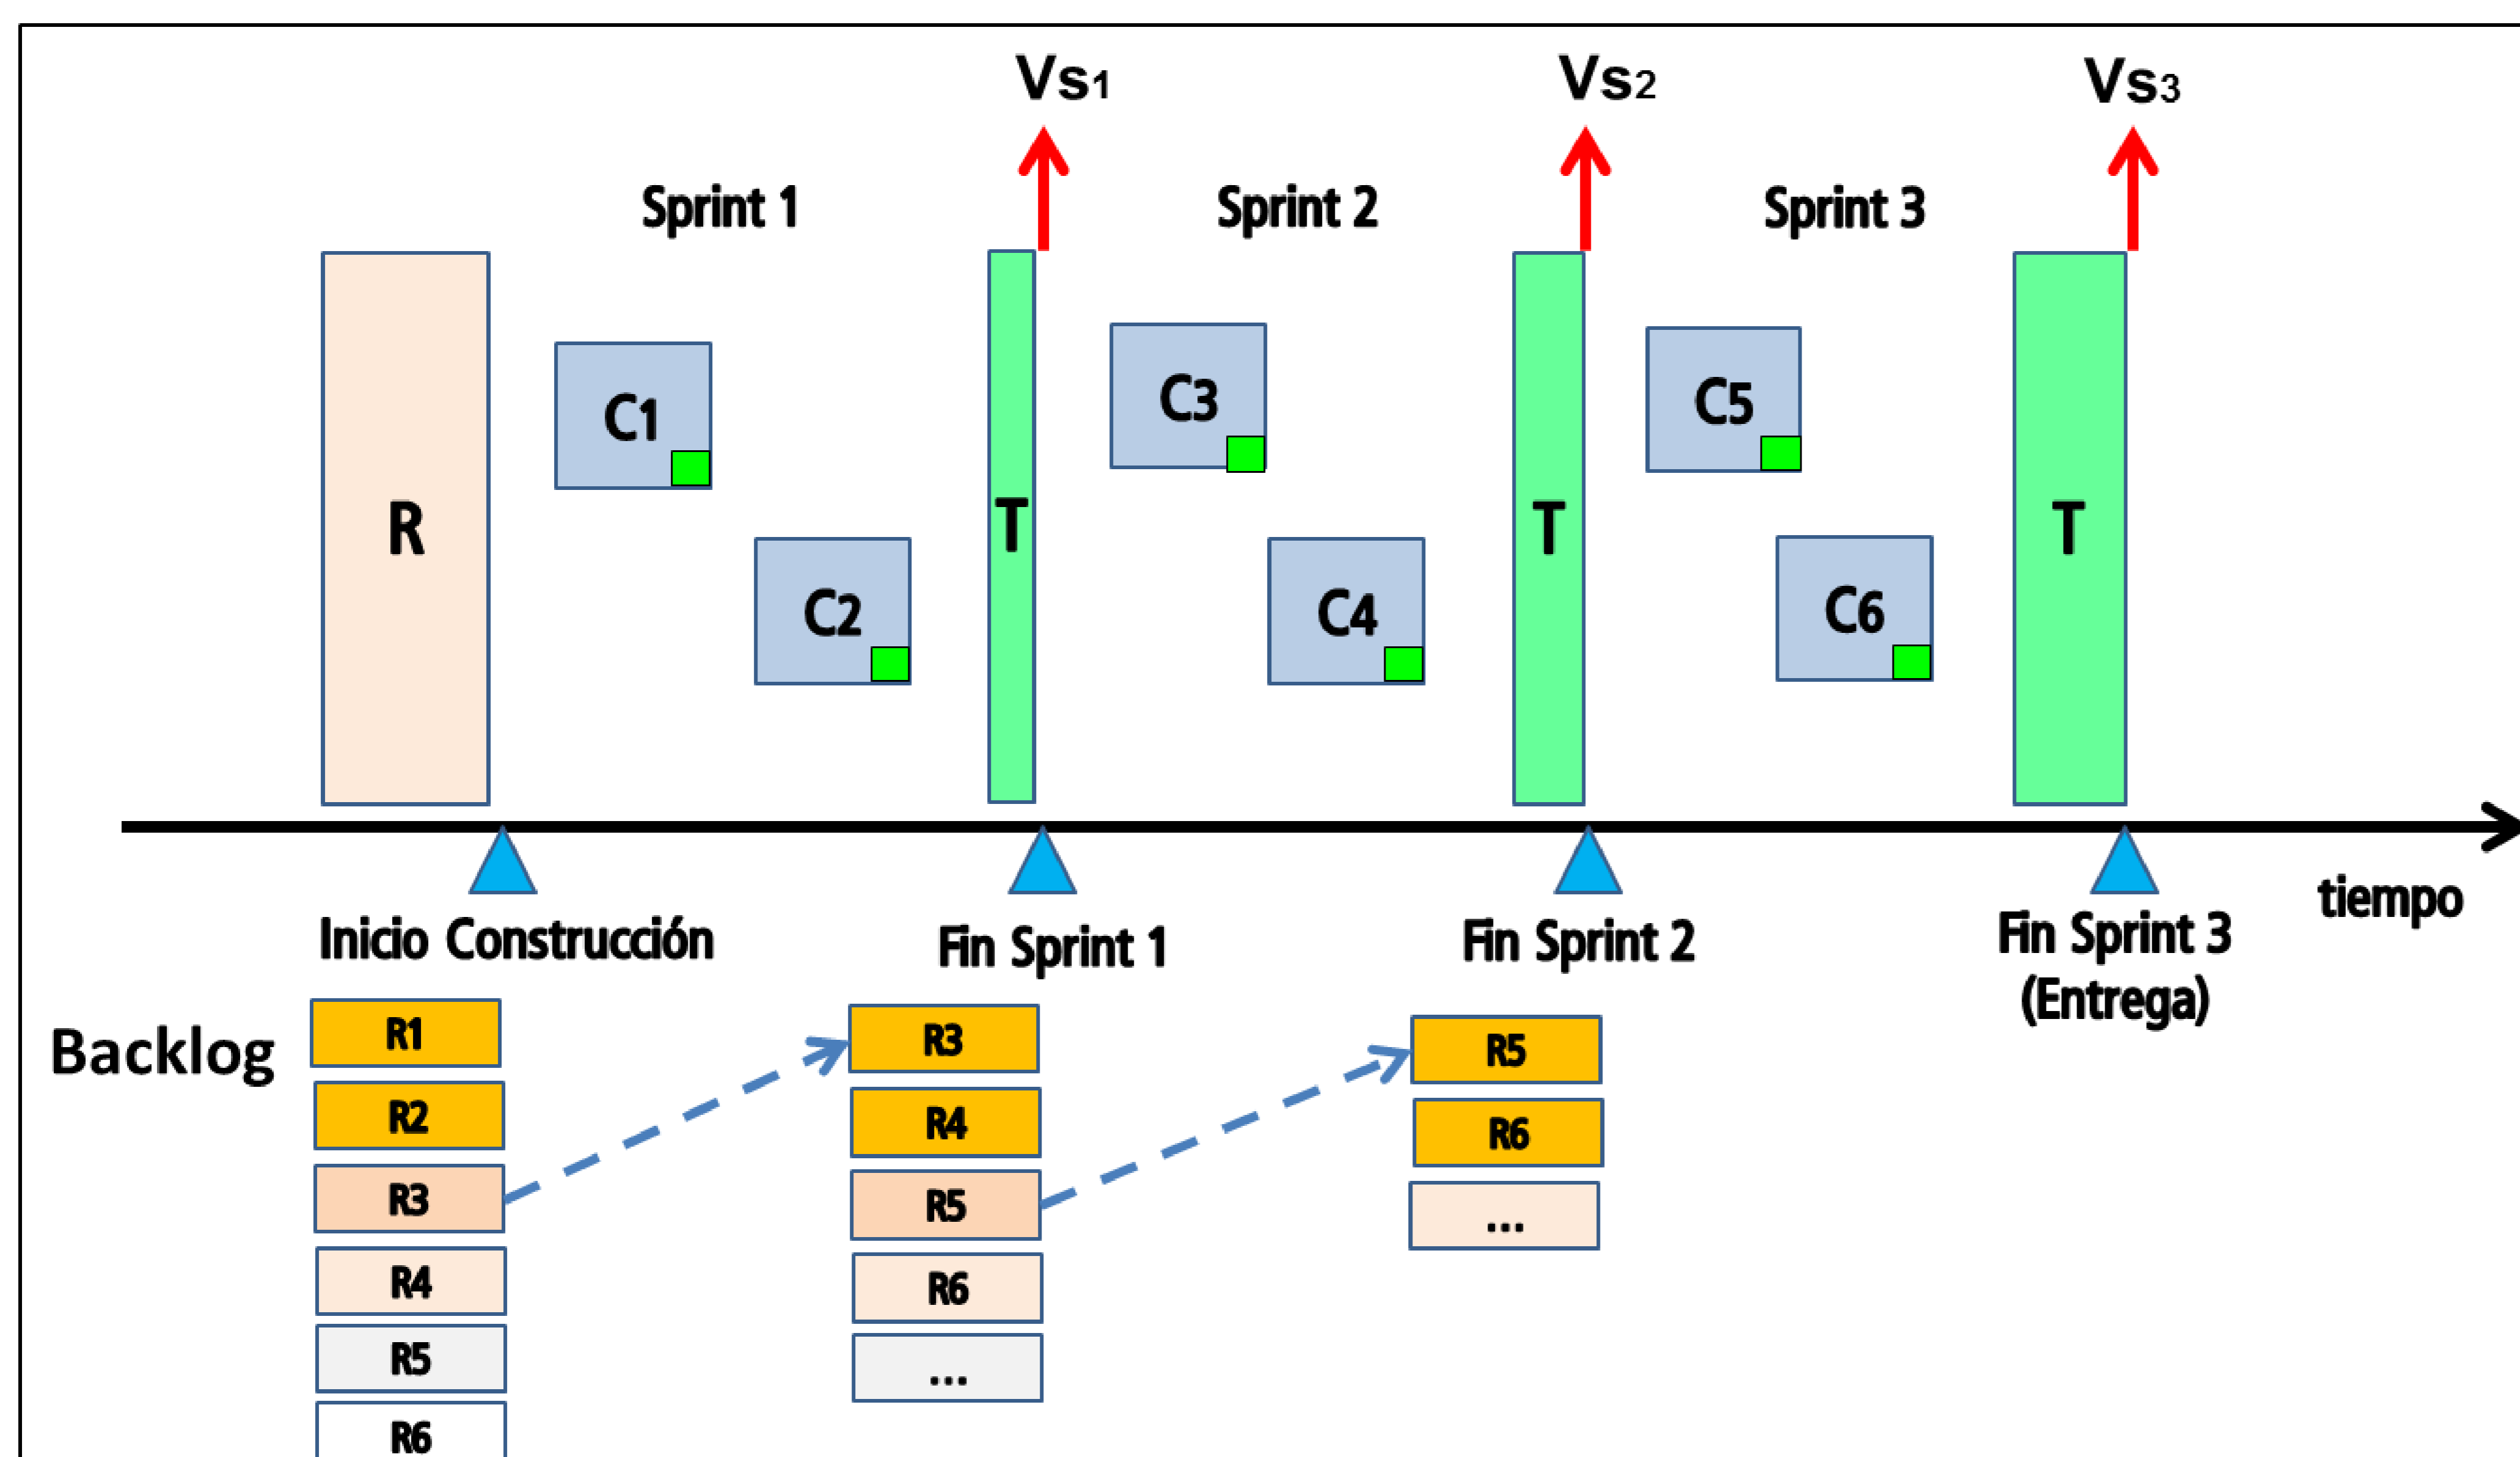 Vs1 Vs2 Vs3
Sprint 1 Sprint 2 Sprint 3
R
C1
C2
T
C3
C4
T
C5
C6
T
tiempo
Inicio Construcción
Fin Sprint 1
Fin Sprint 2
Fin Sprint 3
(Entrega)
Backlog
R1
R2
R3
R4
R5
R6
R3
R4
R5
R6
...
R5
R6
...